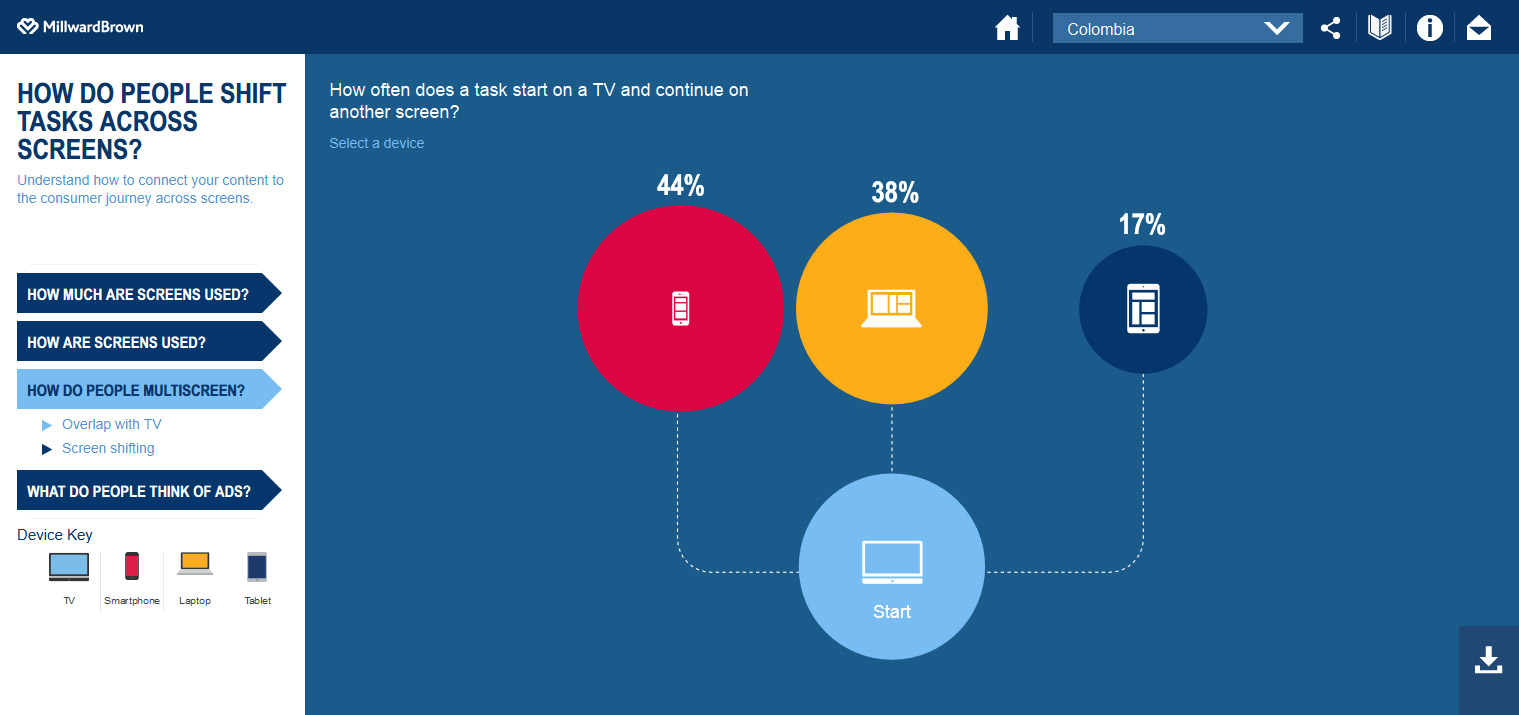 MillwardBrown
Colombia
HOW DO PEOPLE SHIFT
TASKS ACROSS
SCREENS?
Understand how to connect your content to
the consumer journey across screens.
HOW MUCH ARE SCREENS USED?
HOW ARE SCREENS USED?
HOW DO PEOPLE MULTISCREEN?
Overlap with TV
Screen shifting
WHAT DO PEOPLE THINK OF ADS?
Device Key
TV
Smartphone
Laptop
Tablet
How often does a task start on a TV and continue on
another screen?
Select a device
44%
38%
17%
Start